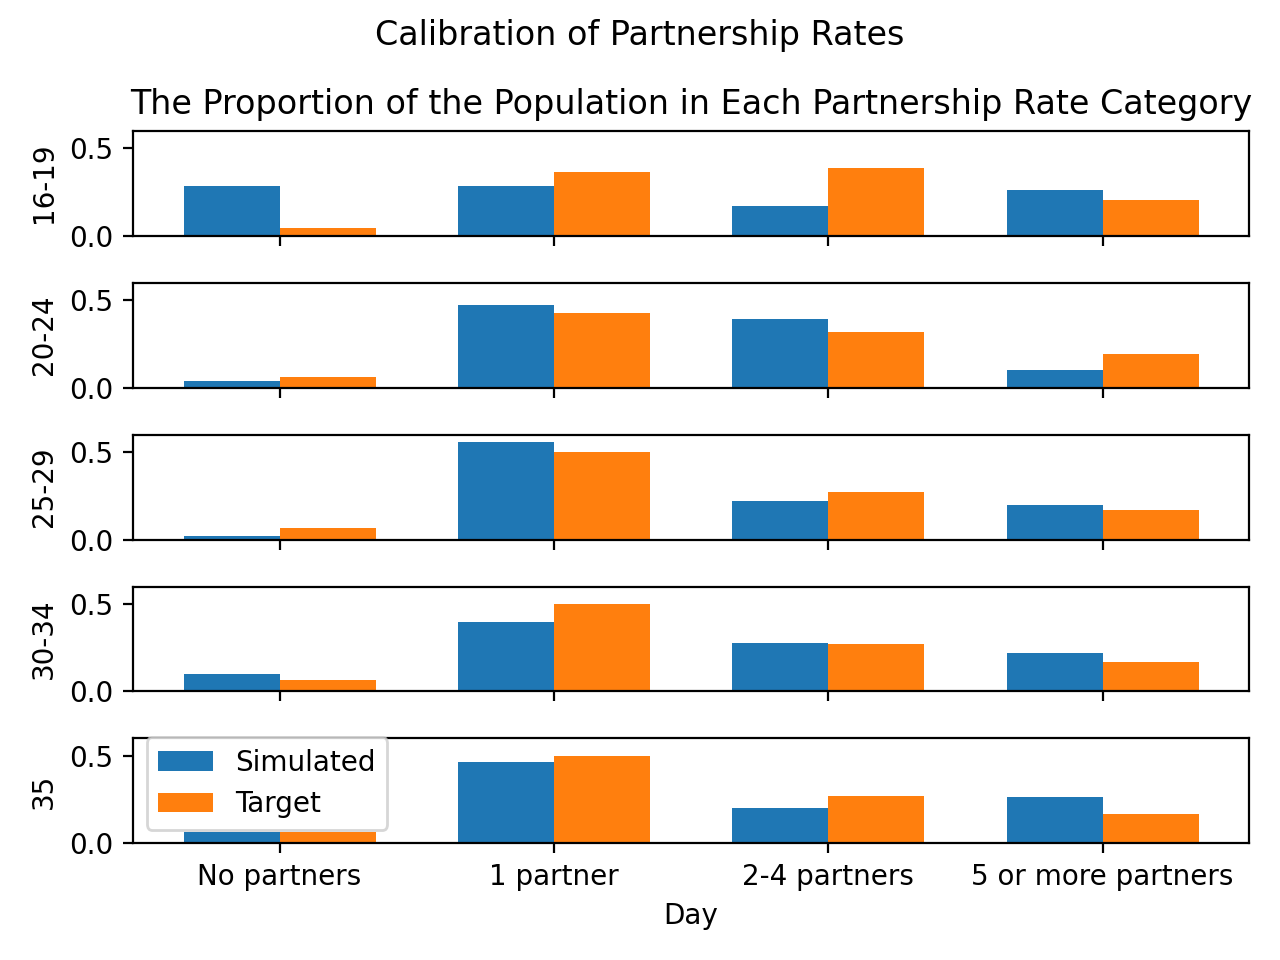 Calibration of Partnership Rates
The Proportion of the Population in Each Partnership Rate Category
0.5
0.0
16-19
0.5
0.0
20-24
0.5
0.0
25-29
0.5
0.0
30-34
0.5
0.0
35
Simulated
Target
No partners
1 partner
2-4 partners
5 or more partners
Day